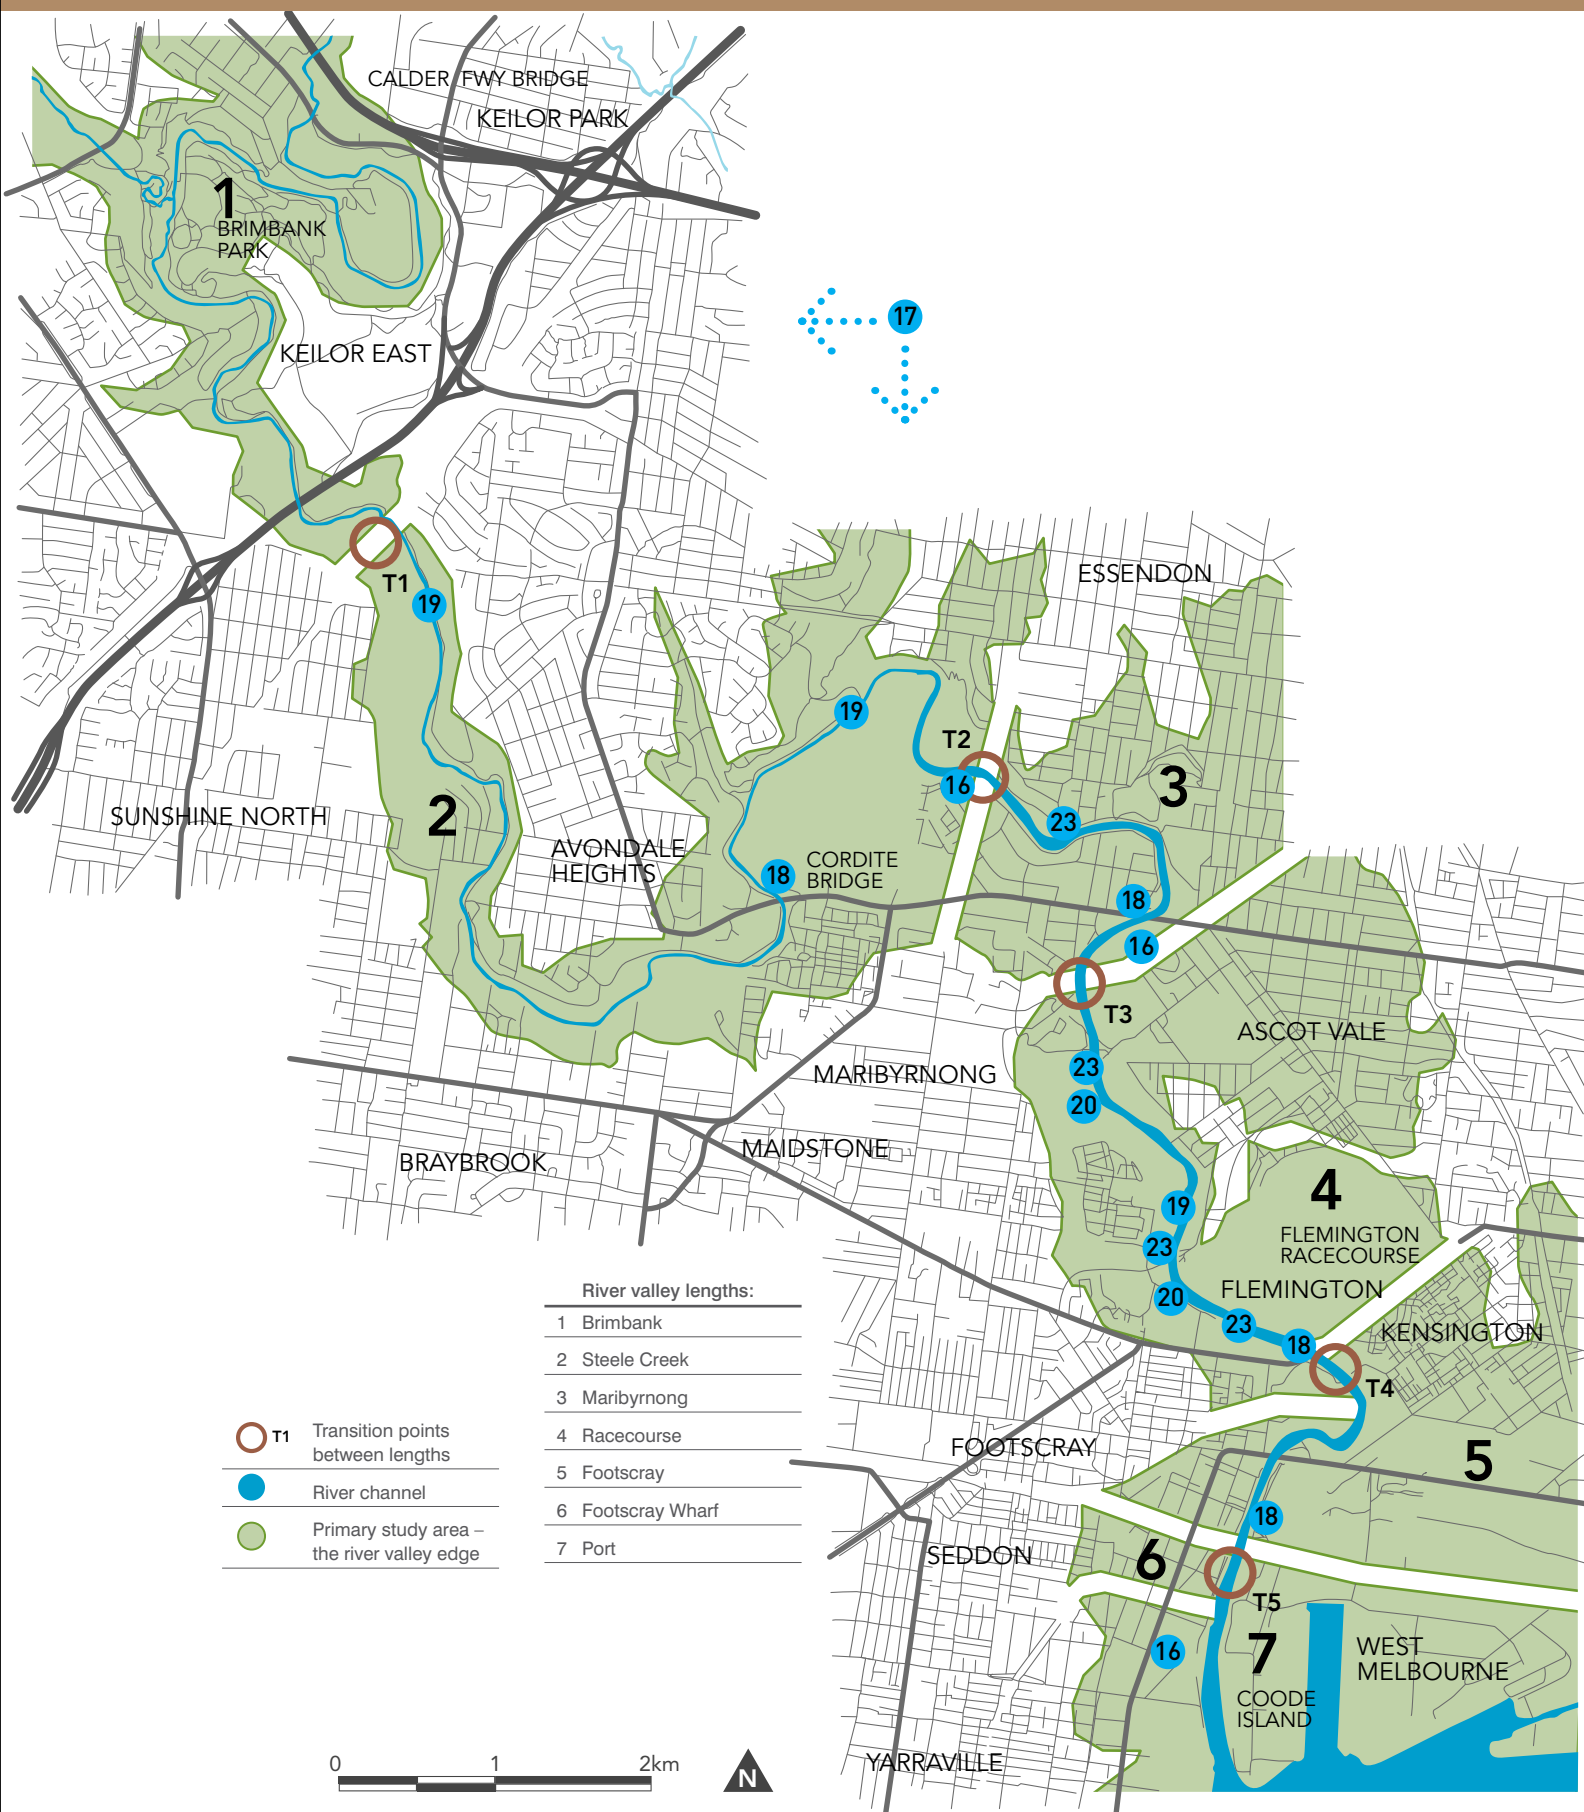 CALDER FWY BRIDGE
KEILOR PARK
1
BRIMBANK
PARK
17
KEILOR EAST
ESSENDON
T1
19
19
T2
16
3
SUNSHINE NORTH
2
23
AVONDALE
HEIGHTS
18
CORDITE
BRIDGE
18
16
T3
ASCOT VALE
MARIBYRNONG
23
20
MAIDSTONE
BRAYBROOK
4
19
FLEMINGTON
RACECOURSE
23
FLEMINGTON
20
23
KENSINGTON
18
T4
River valley lengths:
1 Brimbank
2 Steele Creek
3 Maribyrnong
4 Racecourse
5 Footscray
6 Footscray Wharf
7 Port
T1 Transition points
between lengths
River channel
Primary study area –
the river valley edge
FOOTSCRAY
5
18
SEDDON
6
T5
7
16
WEST
MELBOURNE
COODE
ISLAND
YARRAVILLE
0 1 2km
N